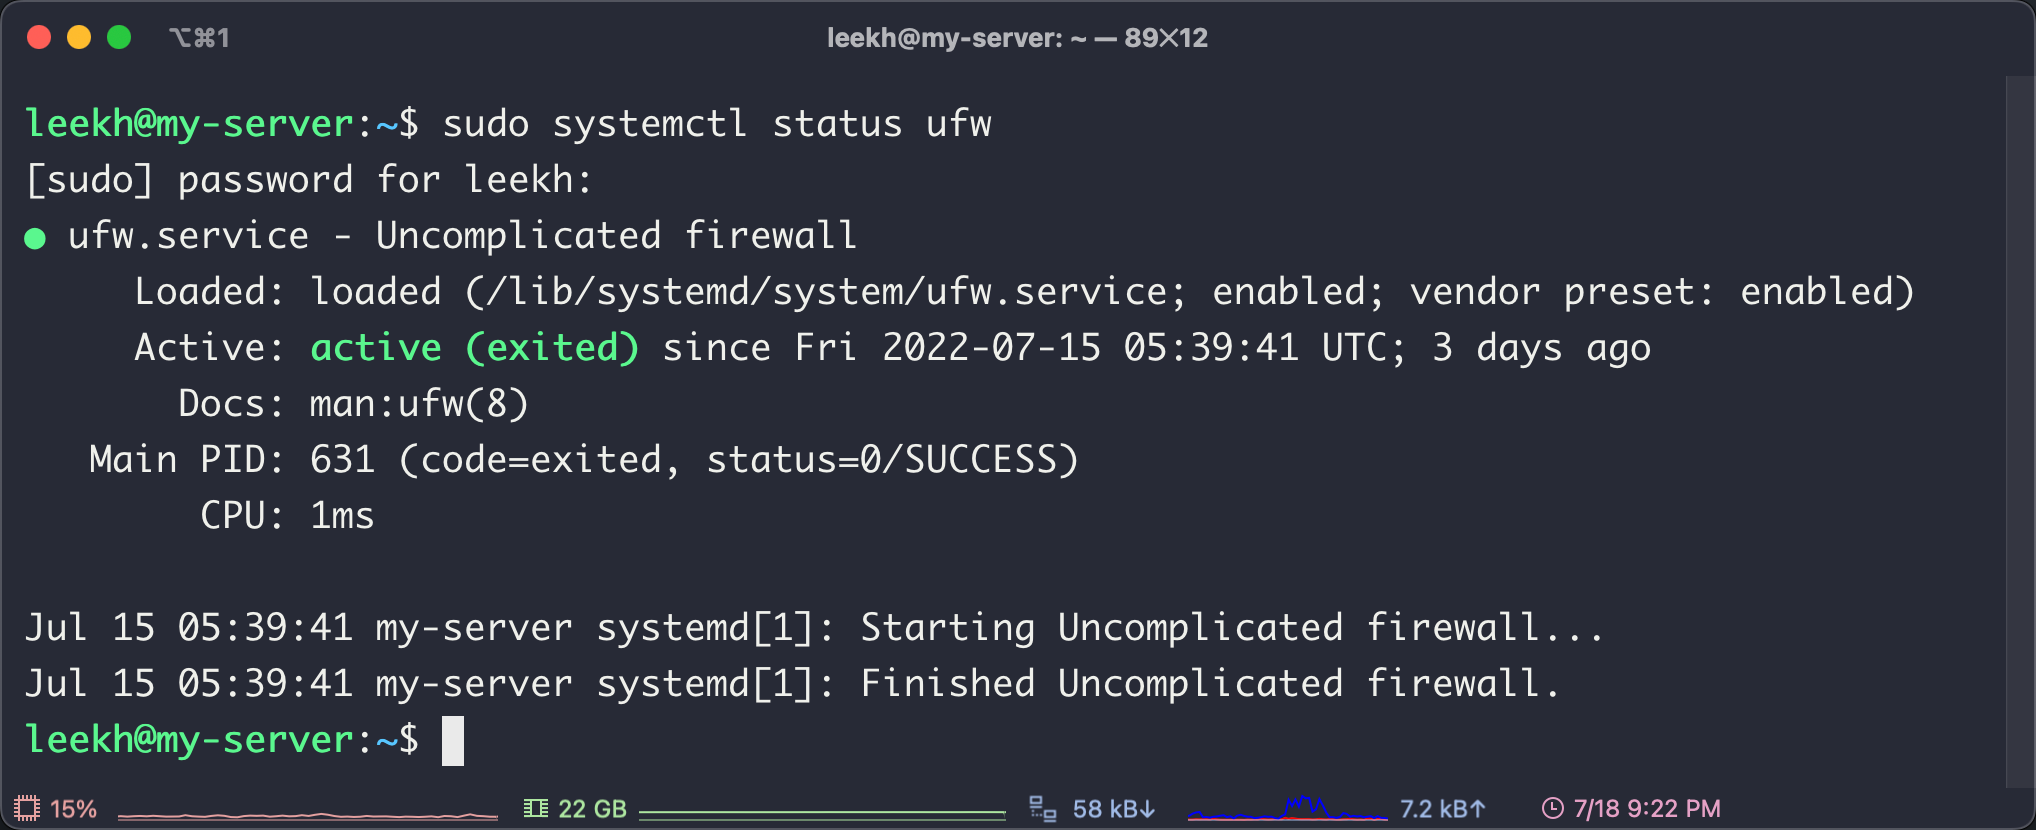 ⌥⌘1
leekh@my-server: ~ — 89✕12
leekh@my-server:~$ sudo systemctl status ufw
[sudo] password for leekh:
● ufw.service - Uncomplicated firewall
     Loaded: loaded (/lib/systemd/system/ufw.service; enabled; vendor preset: enabled)
     Active: active (exited) since Fri 2022-07-15 05:39:41 UTC; 3 days ago
       Docs: man:ufw(8)
   Main PID: 631 (code=exited, status=0/SUCCESS)
        CPU: 1ms

Jul 15 05:39:41 my-server systemd[1]: Starting Uncomplicated firewall...
Jul 15 05:39:41 my-server systemd[1]: Finished Uncomplicated firewall.
leekh@my-server:~$
15% 22 GB 58 kB↓ 7.2 kB↑ 7/18 9:22 PM